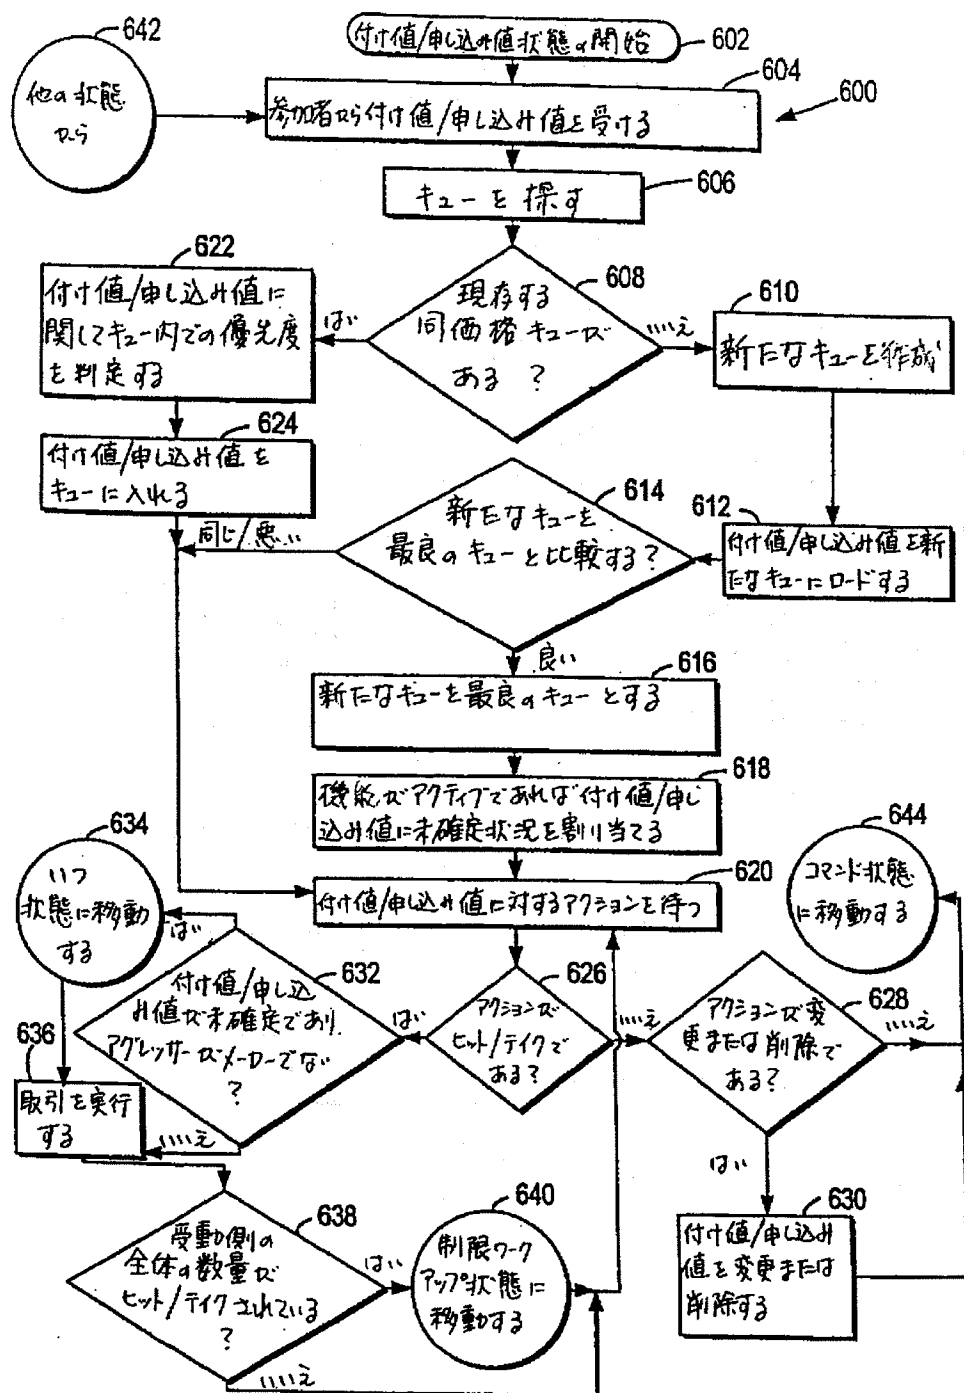 642
付け値/申し込み値状態の開始
602
604
600
他の状態
から
参加者から付け値/申し込み値を受ける
606
キューを探す
622
608
610
付け値/申し込み値に
関してキュー内での優先度
を判定する
はい
現存する
同価格キューが
ある?
いいえ
新たなキューを作成
624
付け値/申し込み値を
キューに入れる
614
612
新たなキューを
最良のキューと比較する?
同じ/悪い
付け値/申し込み値を新
たなキューにロードする
良い
616
新たなキューを最良のキューとする
618
機能がアクティブであれば付け値/申し
込み値に未確定状況を割り当てる
634
644
620
いつ
状態に移動
する
付け値/申し込み値に対するアクションを待つ
コマンド状態
に移動する
はい
632
626
628
付け値/申し込
み値が未確定であり、
アグレッサーがメーカーでない
?
はい
アクションが
ヒット/テイクで
ある?
いいえ
アクションが変
更または削除で
ある?
いいえ
636
取引を実行
する
いいえ
はい
640
630
638
受動側の
全体の数量が
ヒット/テイクされている
?
はい
制限ワーク
アップ状態に
移動する
付け値/申し込み
値を変更または
削除する
いいえ